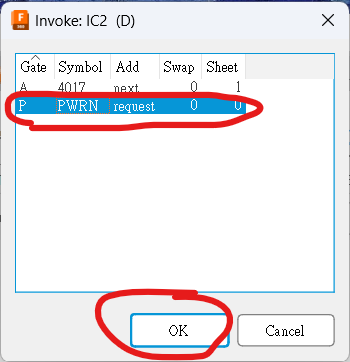 Invoke: IC2 (D)
Gate Symbol Add Swap Sheet
A 4017 next 0 1
P PWRN request 0 0
OK Cancel